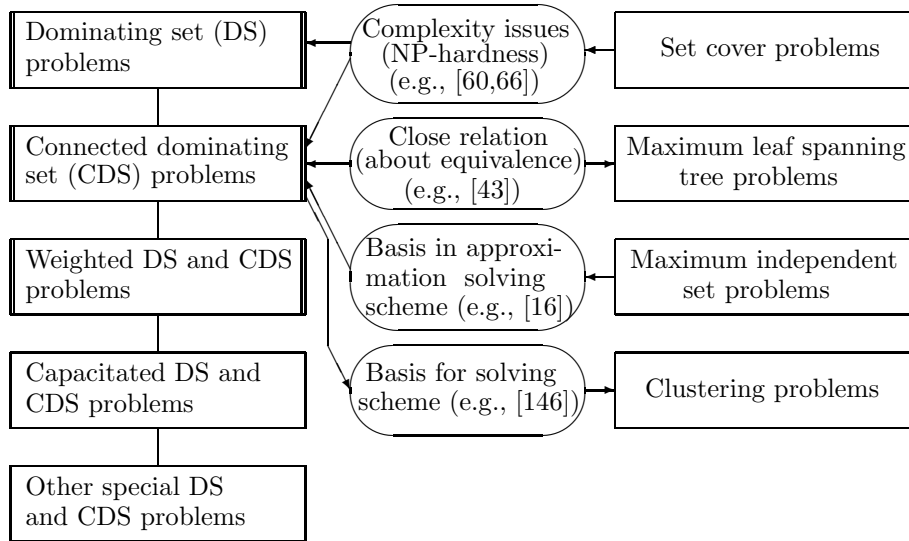 Dominating set (DS)
problems
Complexity issues
(NP-hardness)
(e.g., [60,66])
Set cover problems
Connected dominating
set (CDS) problems
Close relation
(about equivalence)
(e.g., [43])
Maximum leaf spanning
tree problems
Weighted DS and CDS
problems
Basis in approxi-
mation solving
scheme (e.g., [16])
Maximum independent
set problems
Capacitated DS and
CDS problems
Basis for solving
scheme (e.g., [146])
Clustering problems
Other special DS
and CDS problems